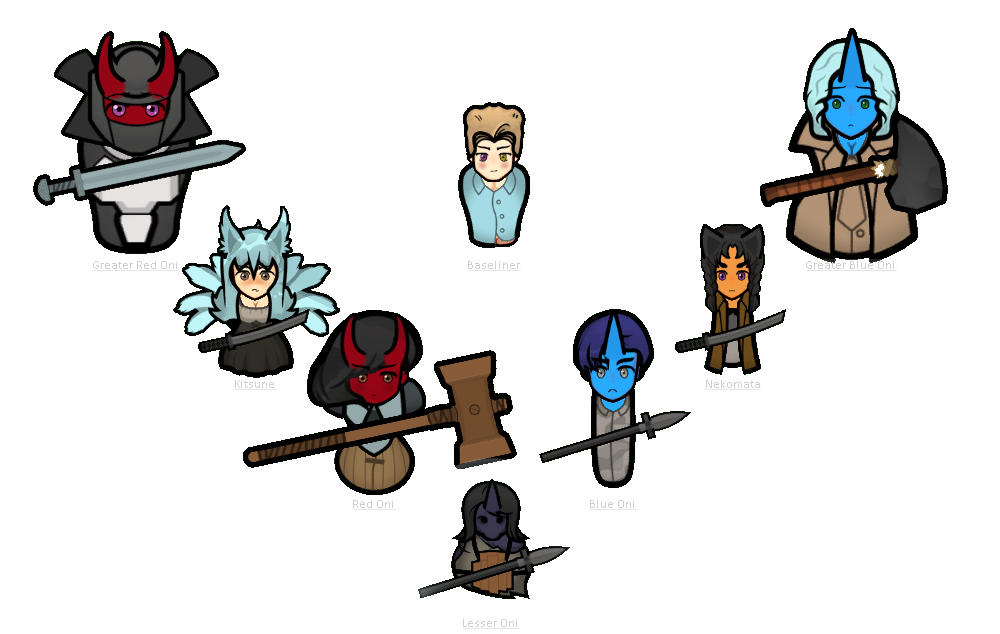 Greater Red Oni
Baseliner
Greater Blue Oni
Kitsune
Nekomata
Red Oni
Blue Oni
Lesser Oni